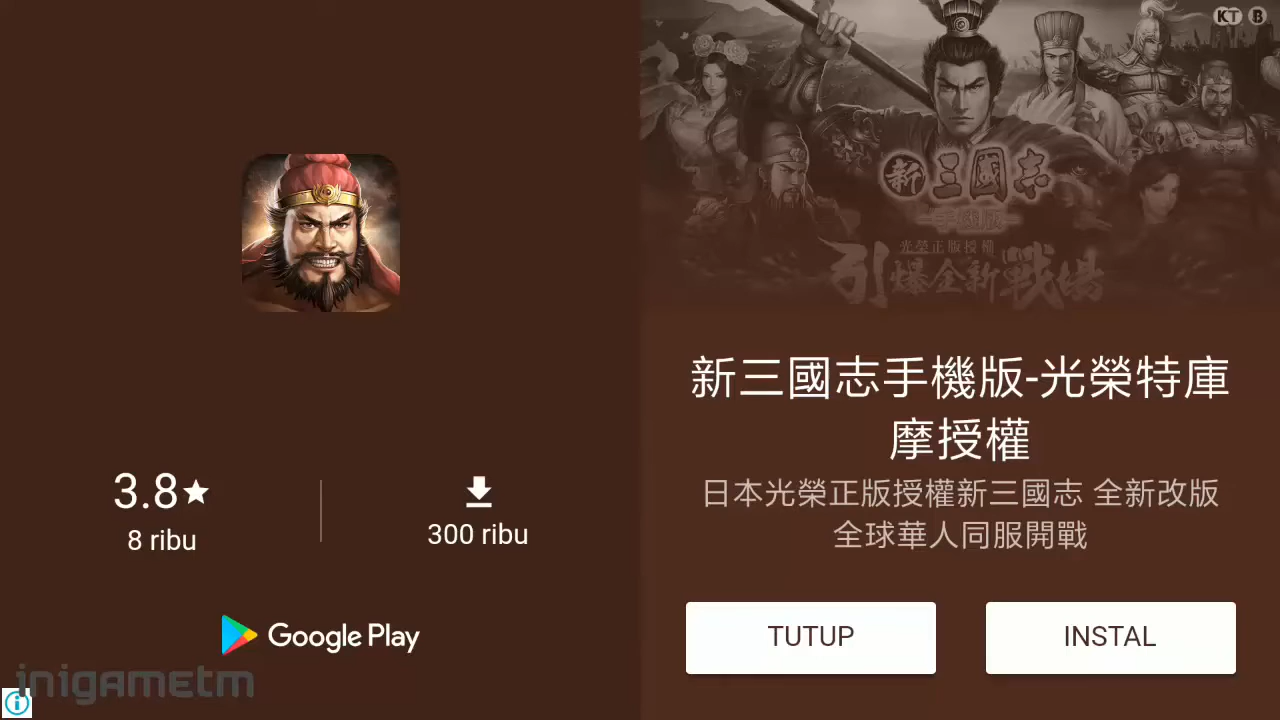 3.8★
8 ribu
300 ribu
Google Play
inigametm
KT B
新三國志
手機版
光榮正版授權
引爆全新戰場
新三國志手機版-光榮特庫
摩授權
日本光榮正版授權新三國志 全新改版
全球華人同服開戰
TUTUP
INSTAL